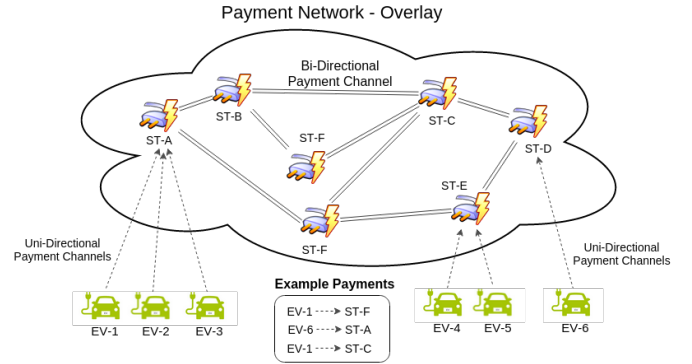 Payment Network - Overlay
Bi-Directional
Payment Channel
ST-B
ST-C
ST-A
ST-F
ST-D
ST-E
ST-F
Uni-Directional
Payment Channels
Uni-Directional
Payment Channels
Example Payments
EV-1 ST-F
EV-6 ST-A
EV-1 ST-C
EV-1
EV-2
EV-3
EV-4
EV-5
EV-6